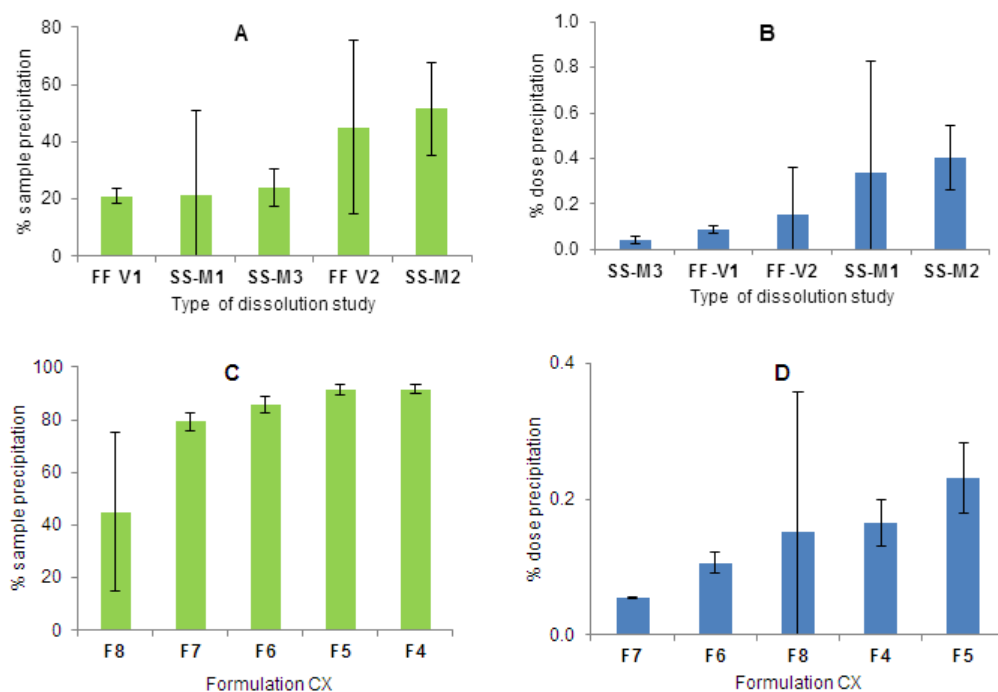 A
% sample precipitation
80
60
40
20
0
FF V1 SS-M1 SS-M3 FF V2 SS-M2
Type of dissolution study
B
% dose precipitation
1.0
0.8
0.6
0.4
0.2
0.0
SS-M3 FF-V1 FF-V2 SS-M1 SS-M2
Type of dissolution study
C
% sample precipitation
100
80
60
40
20
0
F8 F7 F6 F5 F4
Formulation CX
D
% dose precipitation
0.4
0.2
0.0
F7 F6 F8 F4 F5
Formulation CX